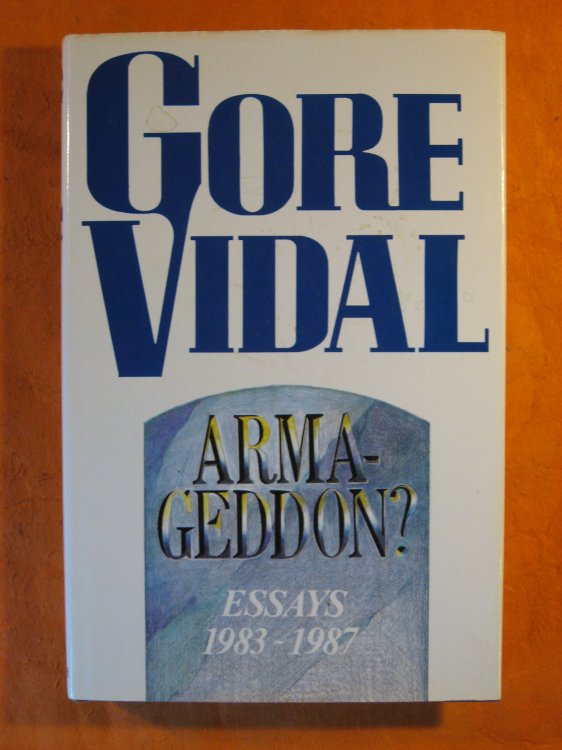 GORE
VIDAL
ARMA-
GEDDON?
ESSAYS
1983~1987